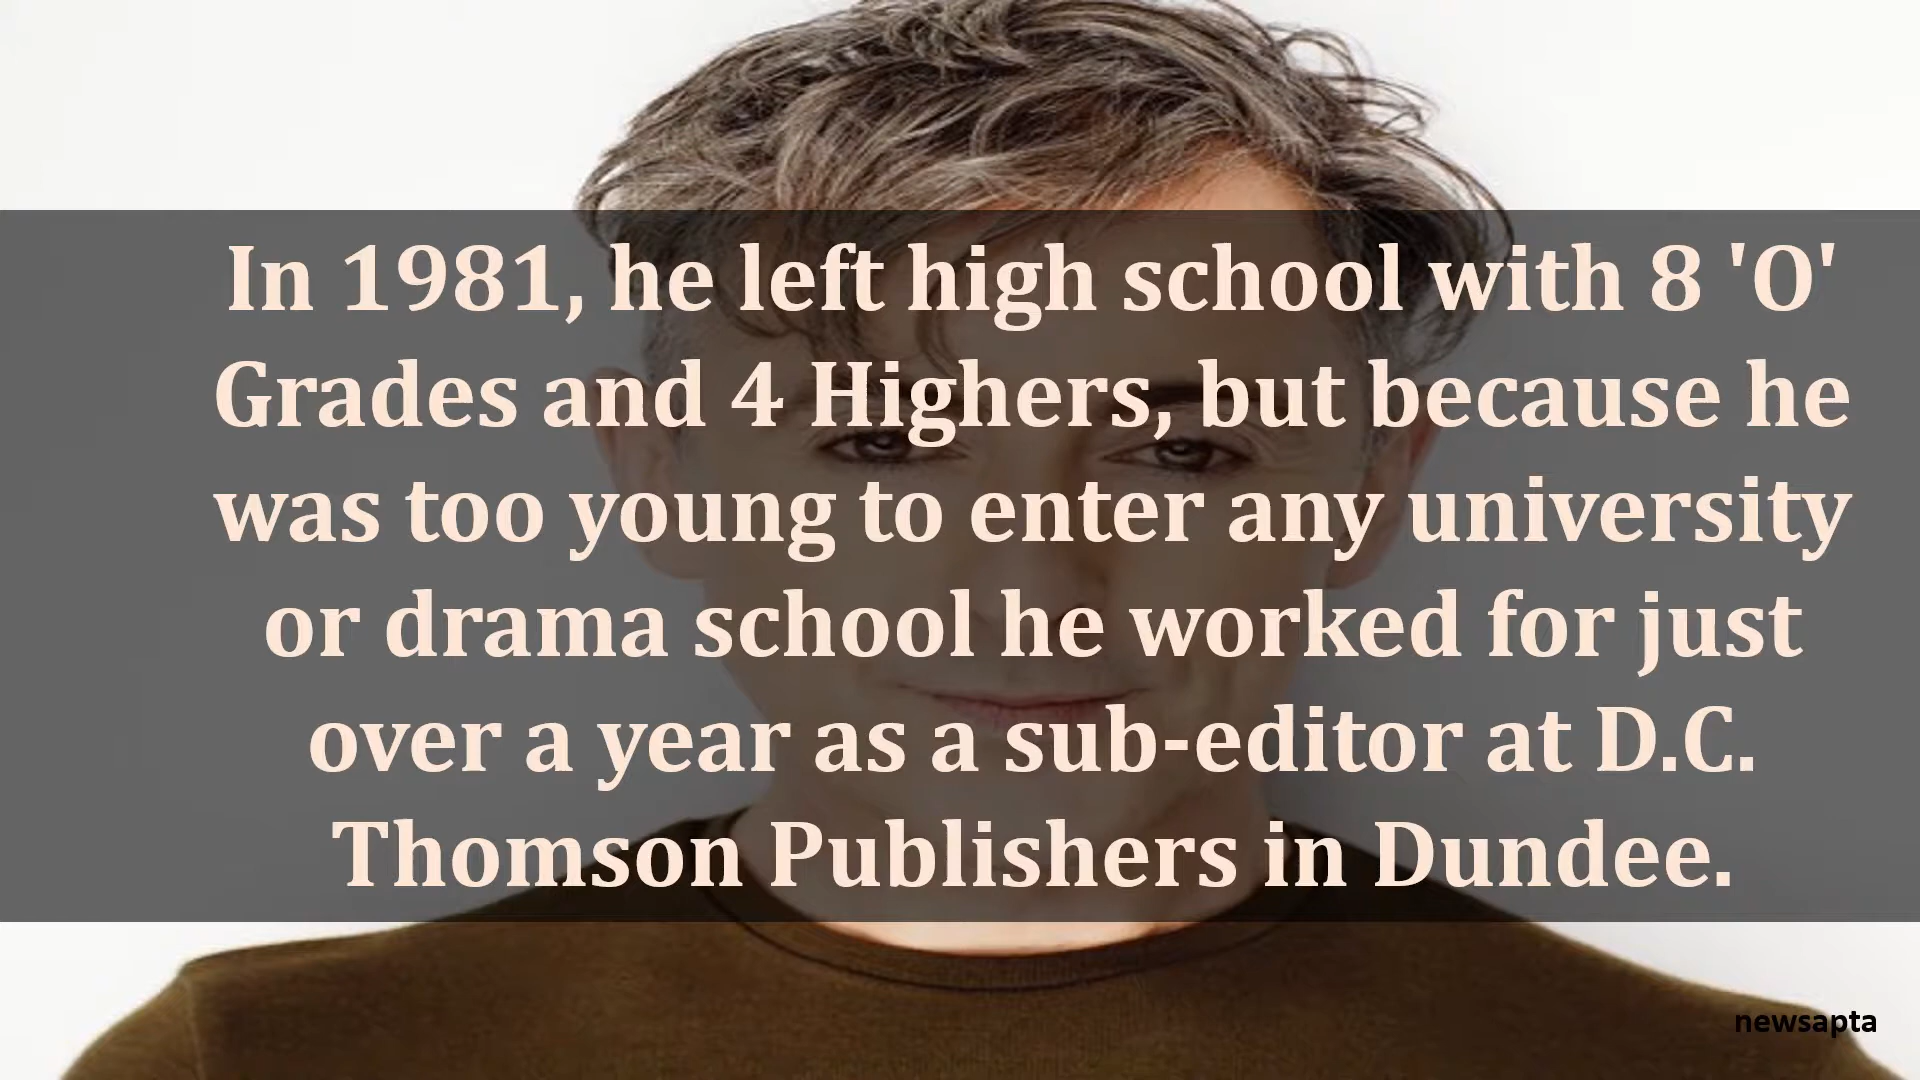 In 1981, he left high school with 8 'O'
Grades and 4 Highers, but because he
was too young to enter any university
or drama school he worked for just
over a year as a sub-editor at D.C.
Thomson Publishers in Dundee.
newsapta